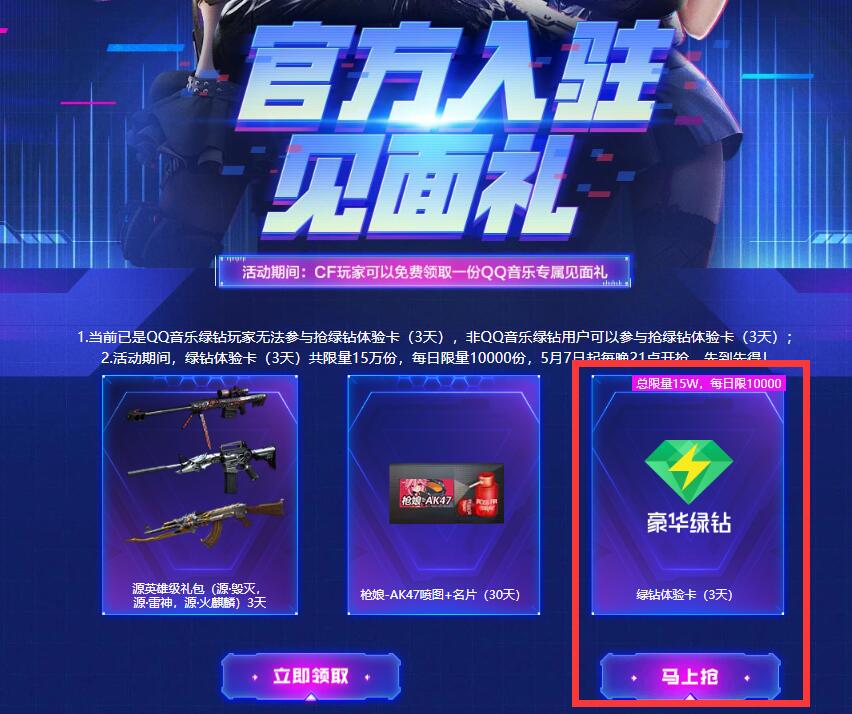 官方入驻
见面礼
活动期间：CF玩家可以免费领取一份QQ音乐专属见面礼
1.当前已是QQ音乐绿钻玩家无法参与抢绿钻体验卡（3天），非QQ音乐绿钻用户可以参与抢绿钻体验卡（3天）；
2.活动期间，绿钻体验卡（3天）共限量15万份，每日限量10000份，5月7日起每晚21点开抢，先到先得！
总限量15W，每日限10000
枪娘-AK47
豪华绿钻
源英雄级礼包（源·毁灭，
源·雷神，源·火麒麟）3天
枪娘-AK47喷图+名片（30天）
绿钻体验卡（3天）
立即领取
马上抢